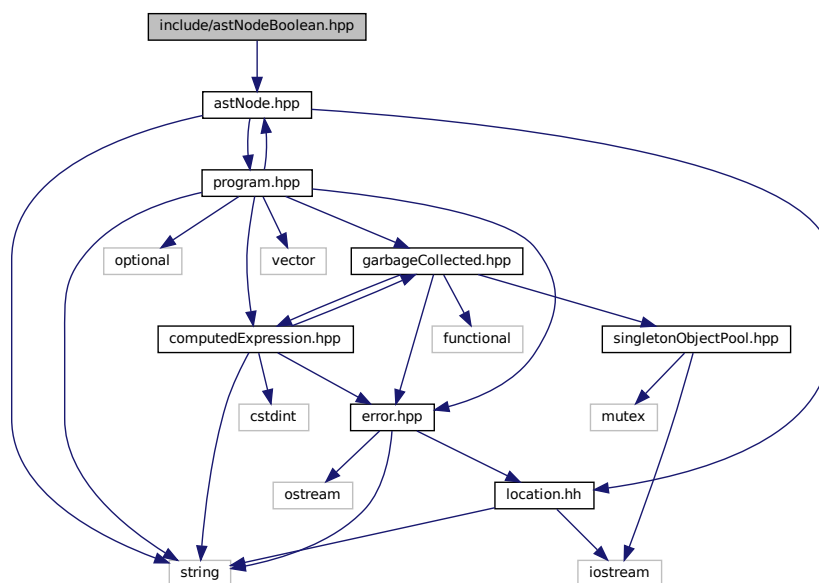 include/astNodeBoolean.hpp
astNode.hpp
program.hpp
optional
vector
garbageCollected.hpp
computedExpression.hpp
functional
singletonObjectPool.hpp
cstdint
error.hpp
mutex
ostream
location.hh
string
iostream